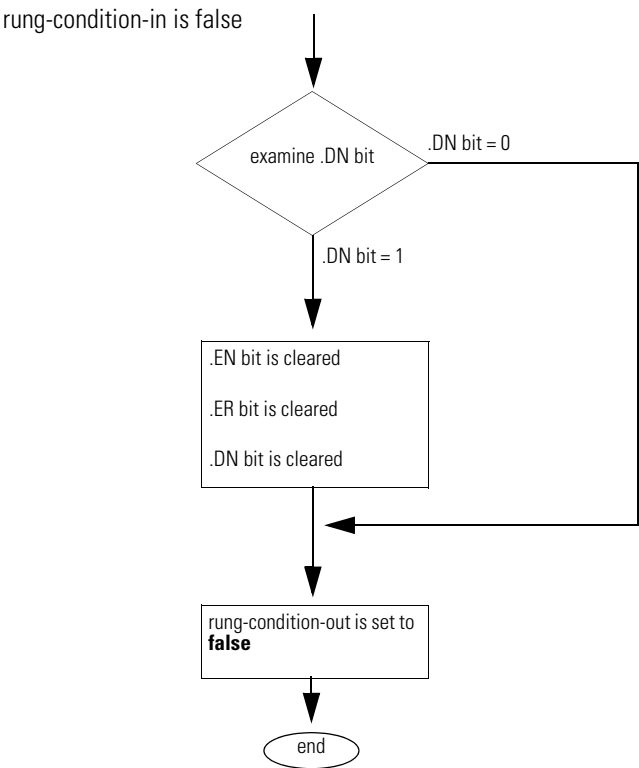 rung-condition-in is false
examine .DN bit
.DN bit = 0
.DN bit = 1
.EN bit is cleared
.ER bit is cleared
.DN bit is cleared
rung-condition-out is set to
false
end